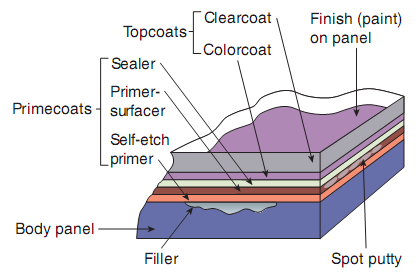 Topcoats
Clearcoat
Colorcoat
Finish (paint)
on panel
Primecoats
Sealer
Primer-
surfacer
Self-etch
primer
Body panel
Filler
Spot putty